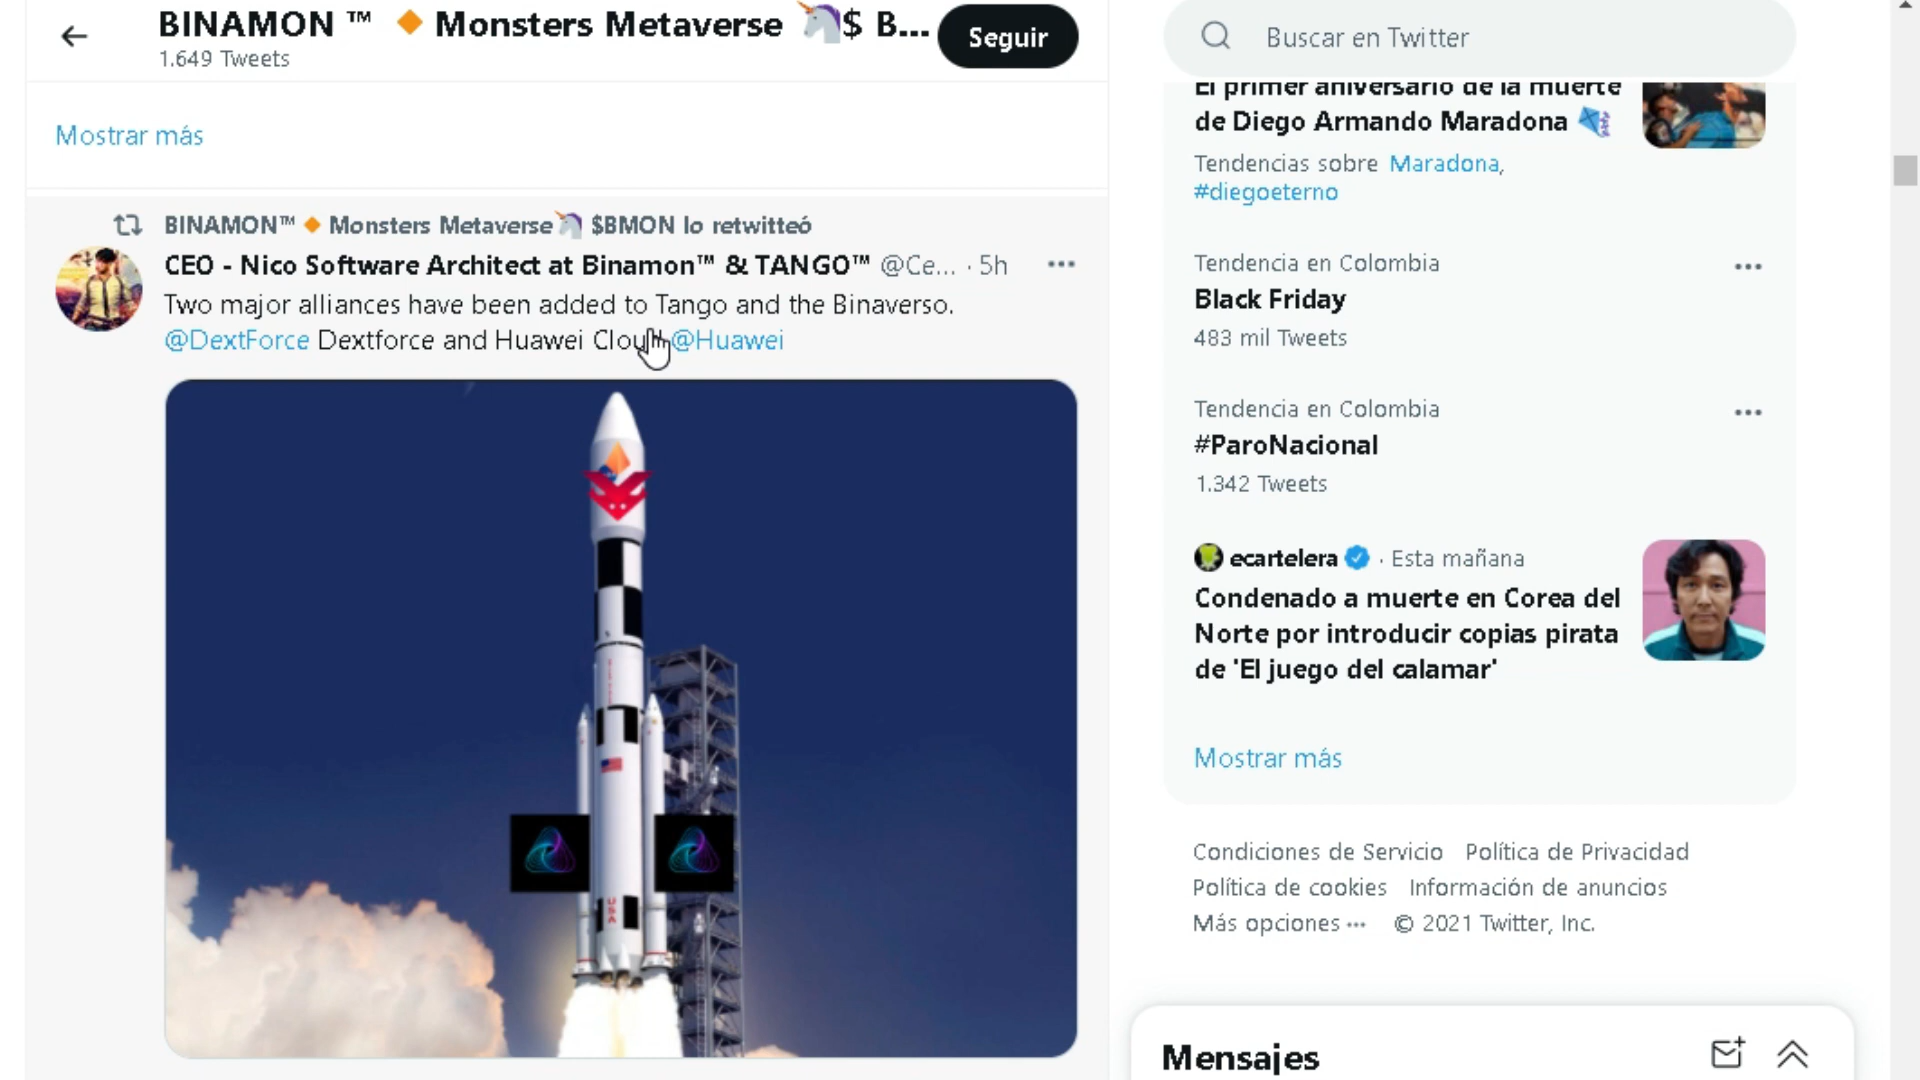 BINAMON ™ 🔶 Monsters Metaverse 🦄$ B...
1.649 Tweets
Seguir
Mostrar más
BINAMON™ 🔸 Monsters Metaverse🦄 $BMON lo retwitteó
CEO - Nico Software Architect at Binamon™ & TANGO™ @Ce... · 5h
Two major alliances have been added to Tango and the Binaverso.
@DextForce Dextforce and Huawei @Huawei
USA
Buscar en Twitter
El primer aniversario de la muerte
de Diego Armando Maradona 🪁
Tendencias sobre Maradona,
#diegoeterno
Tendencia en Colombia
Black Friday
483 mil Tweets
Tendencia en Colombia
#ParoNacional
1.342 Tweets
ecartelera · Esta mañana
Condenado a muerte en Corea del
Norte por introducir copias pirata
de 'El juego del calamar'
Mostrar más
Condiciones de Servicio Política de Privacidad
Política de cookies Información de anuncios
Más opciones ··· © 2021 Twitter, Inc.
Mensajes